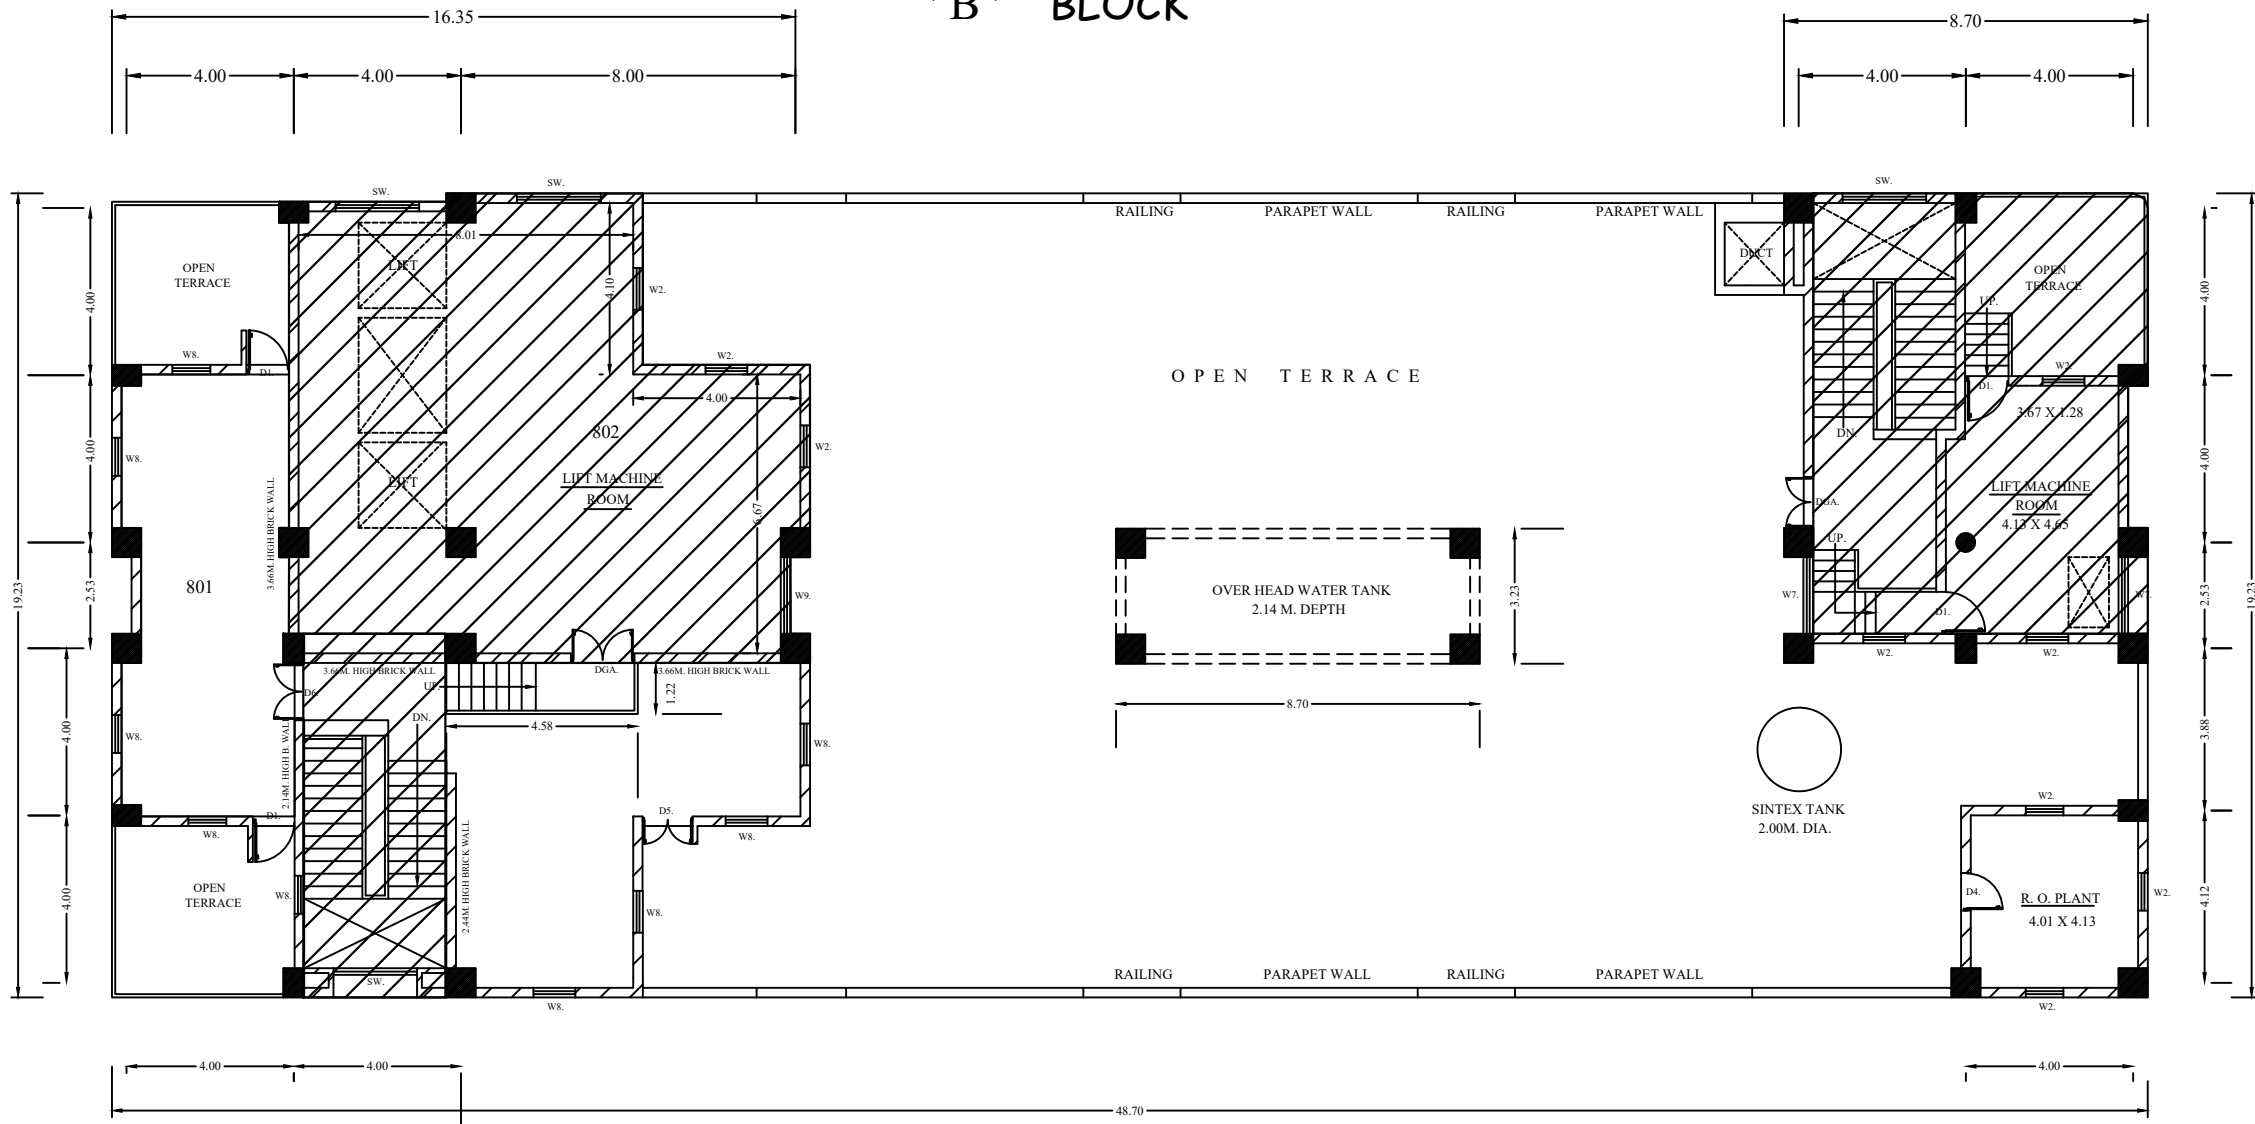 'B' BLOCK
16.35
8.70
4.00
4.00
8.00
4.00
4.00
SW.
SW.
SW.
RAILING
PARAPET WALL
RAILING
PARAPET WALL
8.01
LIFT
OPEN
TERRACE
4.10
W2.
DUCT
OPEN
TERRACE
UP.
4.00
4.00
W8.
D1.
W2.
OPEN TERRACE
W2.
D1.
4.00
802
3.67 X 1.28
DN.
W2.
W8.
4.00
4.00
LIFT
LIFT MACHINE
ROOM
LIFT MACHINE
ROOM
4.13 X 4.65
DGA.
6.67
3.66M. HIGH BRICK WALL
UP.
801
2.53
19.23
W9.
OVER HEAD WATER TANK
2.14 M. DEPTH
3.23
W7.
D1.
W7.
2.53
19.23
W2.
W2.
3.66M. HIGH BRICK WALL
DGA.
3.66M. HIGH BRICK WALL
UP.
D6.
1.22
DN.
4.58
8.70
W8.
W8.
4.00
3.88
2.14M. HIGH B. WALL
D1.
W8.
D5.
W8.
SINTEX TANK
2.00M. DIA.
W2.
2.44M. HIGH BRICK WALL
OPEN
TERRACE
W8.
W8.
4.00
D4.
R. O. PLANT
4.01 X 4.13
W2.
4.12
SW.
W8.
RAILING
PARAPET WALL
RAILING
PARAPET WALL
W2.
4.00
4.00
4.00
48.70